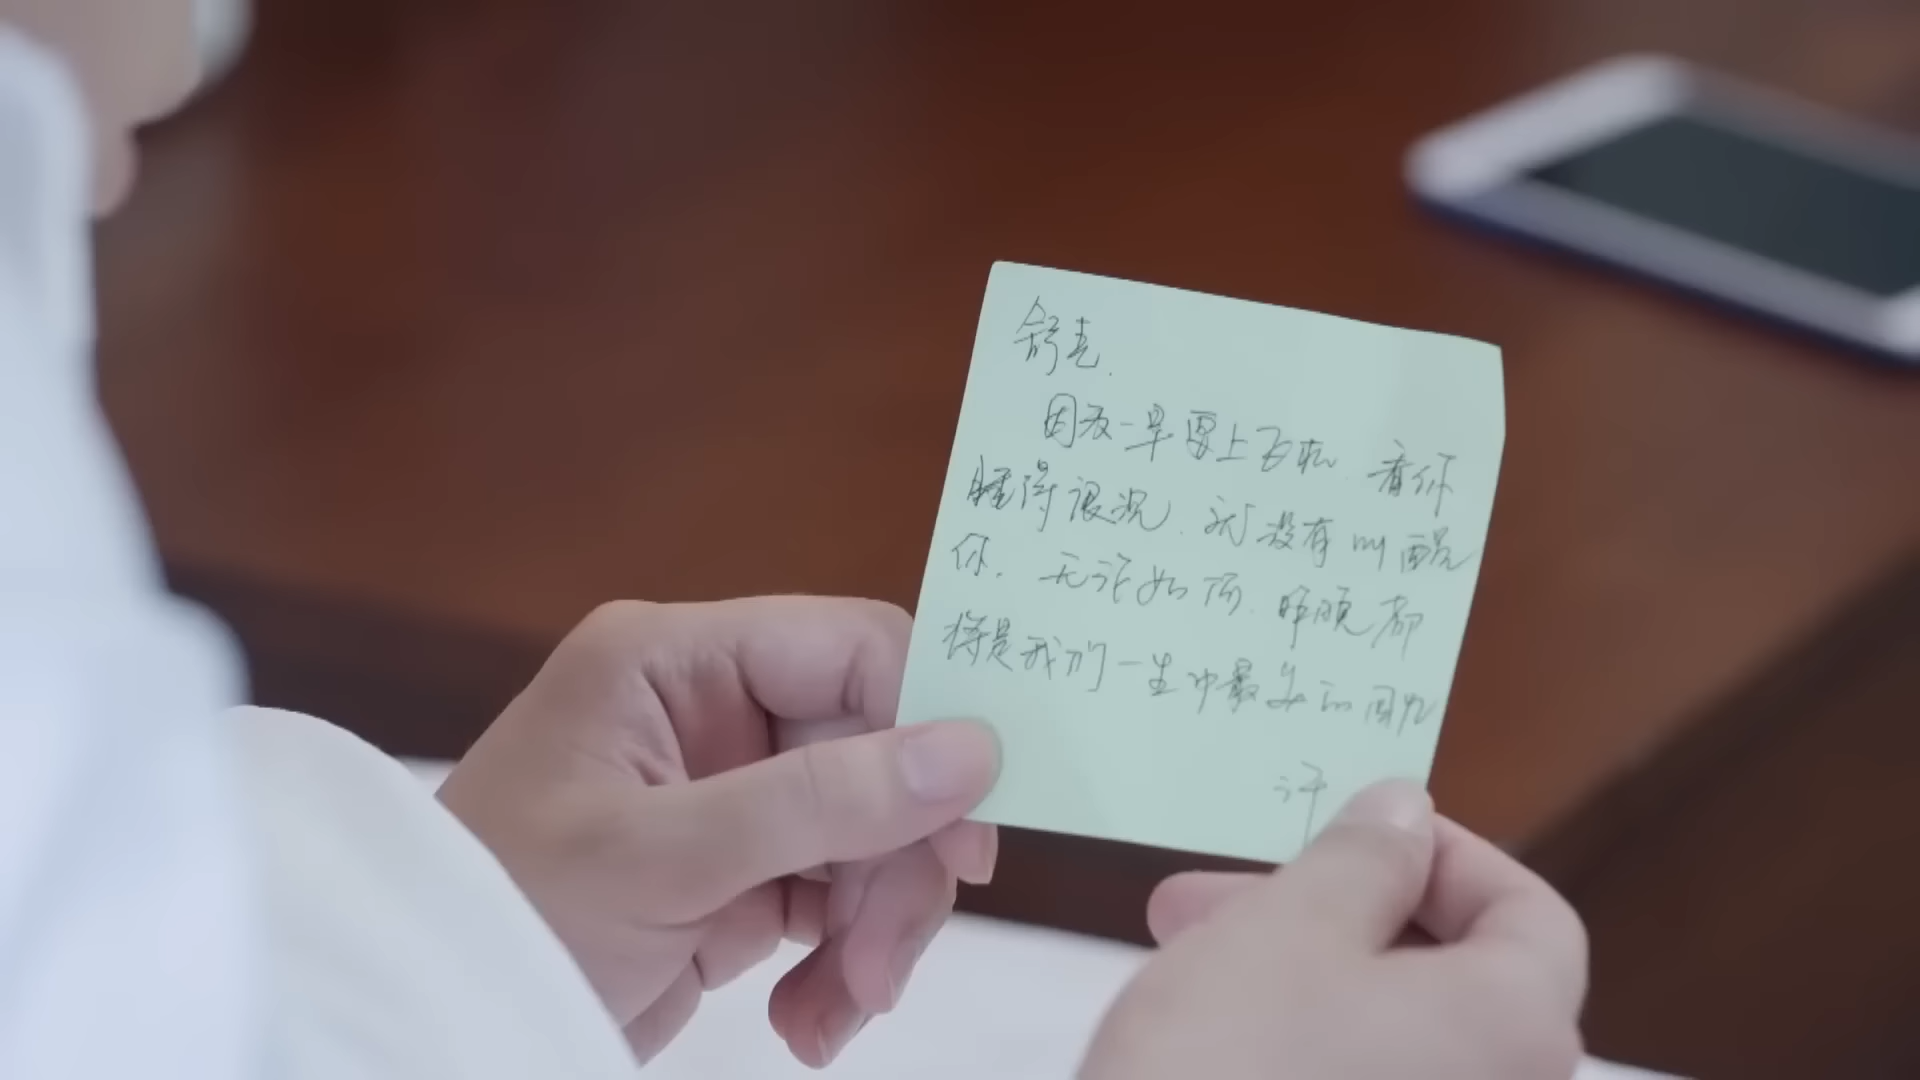 舒克.
因为一早要上飞机.看你
睡得很沉.就没有叫醒
你.无论如何.昨晚都
将是我们一生中最美的回忆
许